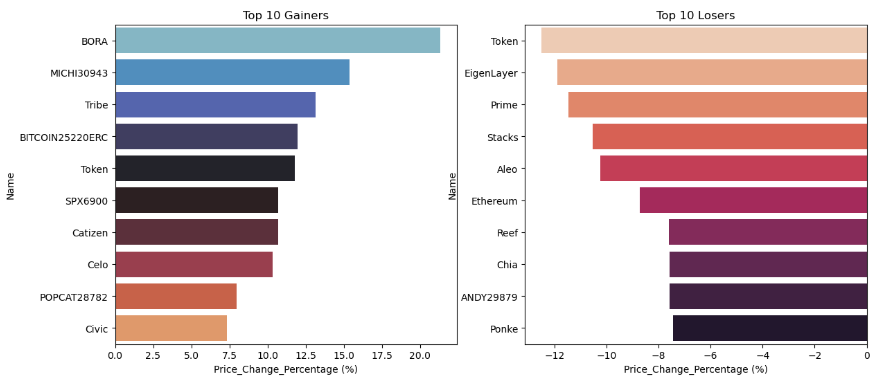 Top 10 Gainers
Name
BORA
MICHI30943
Tribe
BITCOIN25220ERC
Token
SPX6900
Catizen
Celo
POPCAT28782
Civic
0.0 2.5 5.0 7.5 10.0 12.5 15.0 17.5 20.0
Price_Change_Percentage (%)
Top 10 Losers
Name
Token
EigenLayer
Prime
Stacks
Aleo
Ethereum
Reef
Chia
ANDY29879
Ponke
−12 −10 −8 −6 −4 −2 0
Price_Change_Percentage (%)